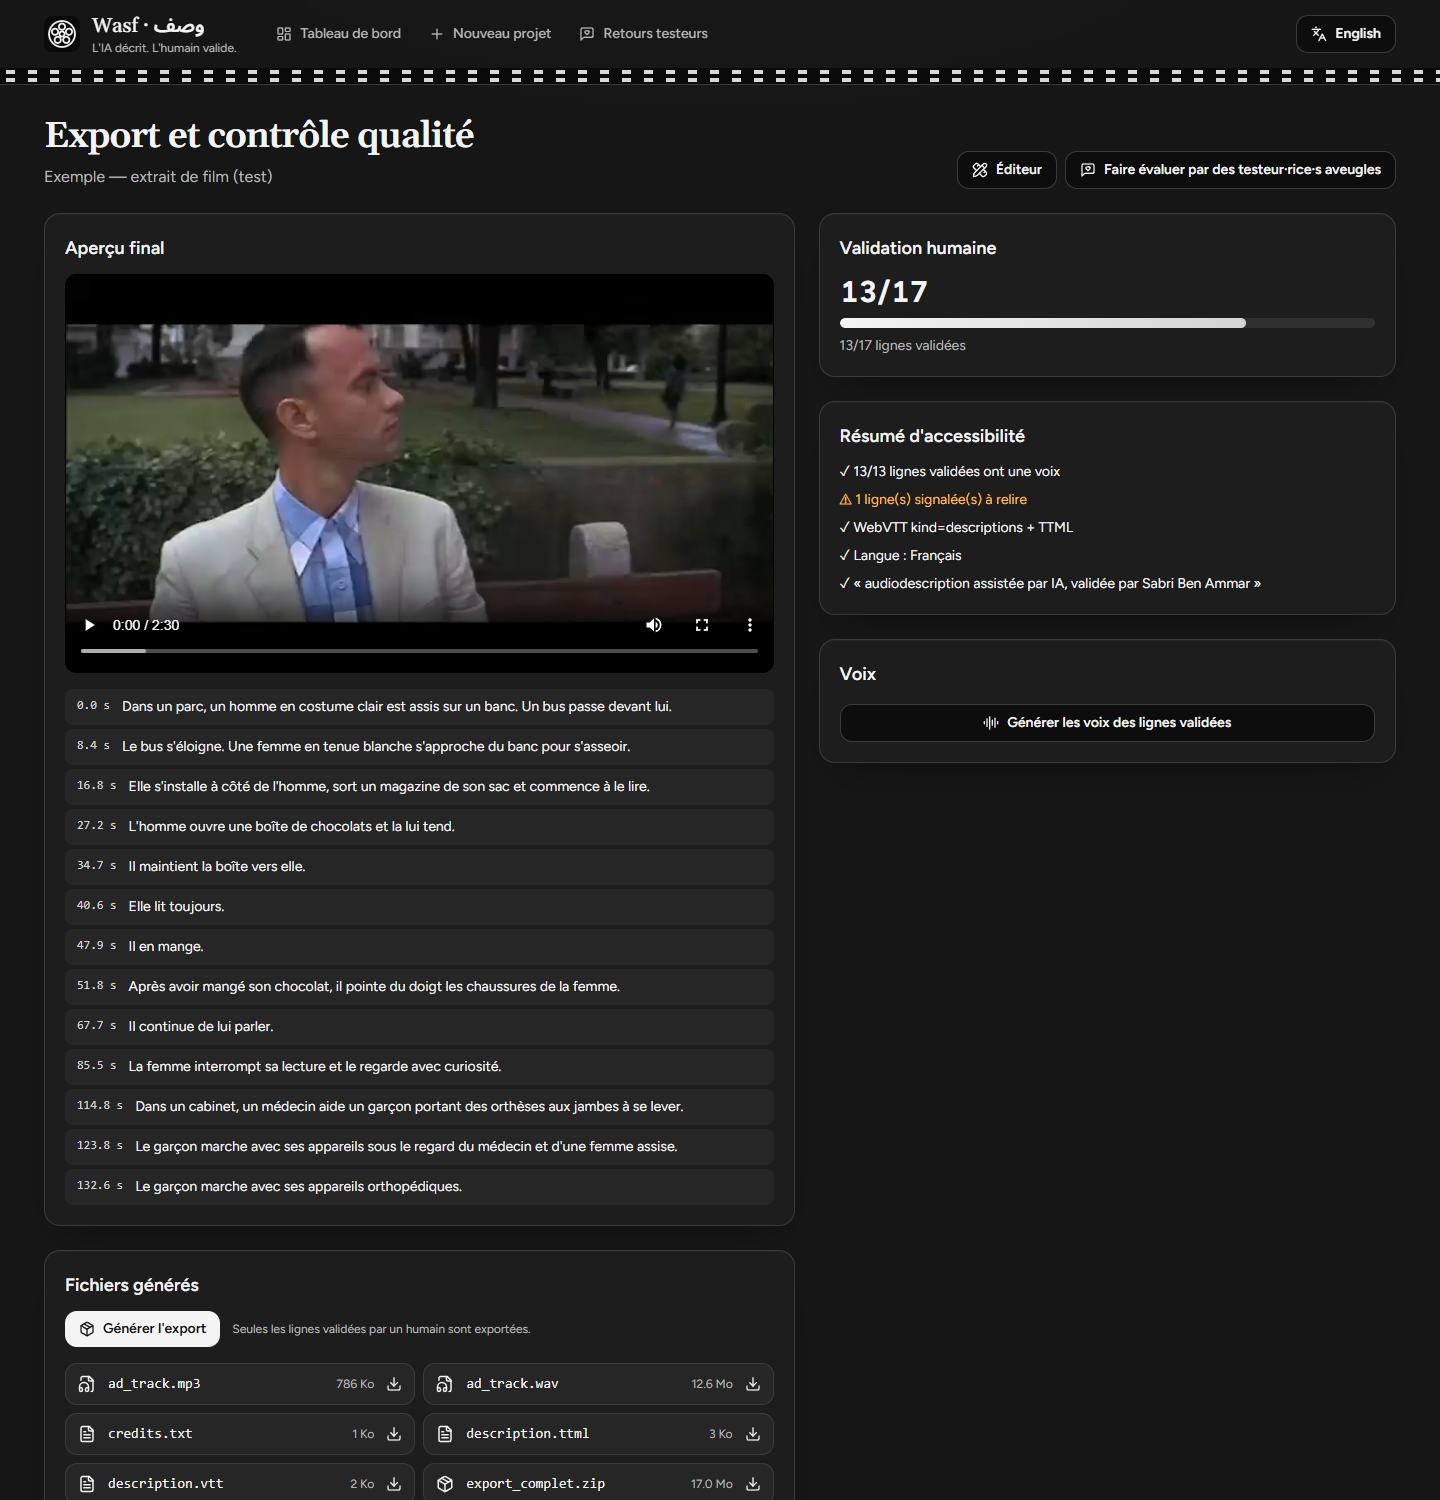 Wasf · وصف
L'IA décrit. L'humain valide.
Tableau de bord
Nouveau projet
Retours testeurs
English
Export et contrôle qualité
Exemple — extrait de film (test)
Éditeur
Faire évaluer par des testeur·rice·s aveugles
Aperçu final
0:00 / 2:30
0.0 s Dans un parc, un homme en costume clair est assis sur un banc. Un bus passe devant lui.
8.4 s Le bus s'éloigne. Une femme en tenue blanche s'approche du banc pour s'asseoir.
16.8 s Elle s'installe à côté de l'homme, sort un magazine de son sac et commence à le lire.
27.2 s L'homme ouvre une boîte de chocolats et la lui tend.
34.7 s Il maintient la boîte vers elle.
40.6 s Elle lit toujours.
47.9 s Il en mange.
51.8 s Après avoir mangé son chocolat, il pointe du doigt les chaussures de la femme.
67.7 s Il continue de lui parler.
85.5 s La femme interrompt sa lecture et le regarde avec curiosité.
114.8 s Dans un cabinet, un médecin aide un garçon portant des orthèses aux jambes à se lever.
123.8 s Le garçon marche avec ses appareils sous le regard du médecin et d'une femme assise.
132.6 s Le garçon marche avec ses appareils orthopédiques.
Fichiers générés
Générer l'export
Seules les lignes validées par un humain sont exportées.
ad_track.mp3 786 Ko
ad_track.wav 12.6 Mo
credits.txt 1 Ko
description.ttml 3 Ko
description.vtt 2 Ko
export_complet.zip 17.0 Mo
Validation humaine
13/17
13/17 lignes validées
Résumé d'accessibilité
✓ 13/13 lignes validées ont une voix
⚠ 1 ligne(s) signalée(s) à relire
✓ WebVTT kind=descriptions + TTML
✓ Langue : Français
✓ « audiodescription assistée par IA, validée par Sabri Ben Ammar »
Voix
Générer les voix des lignes validées